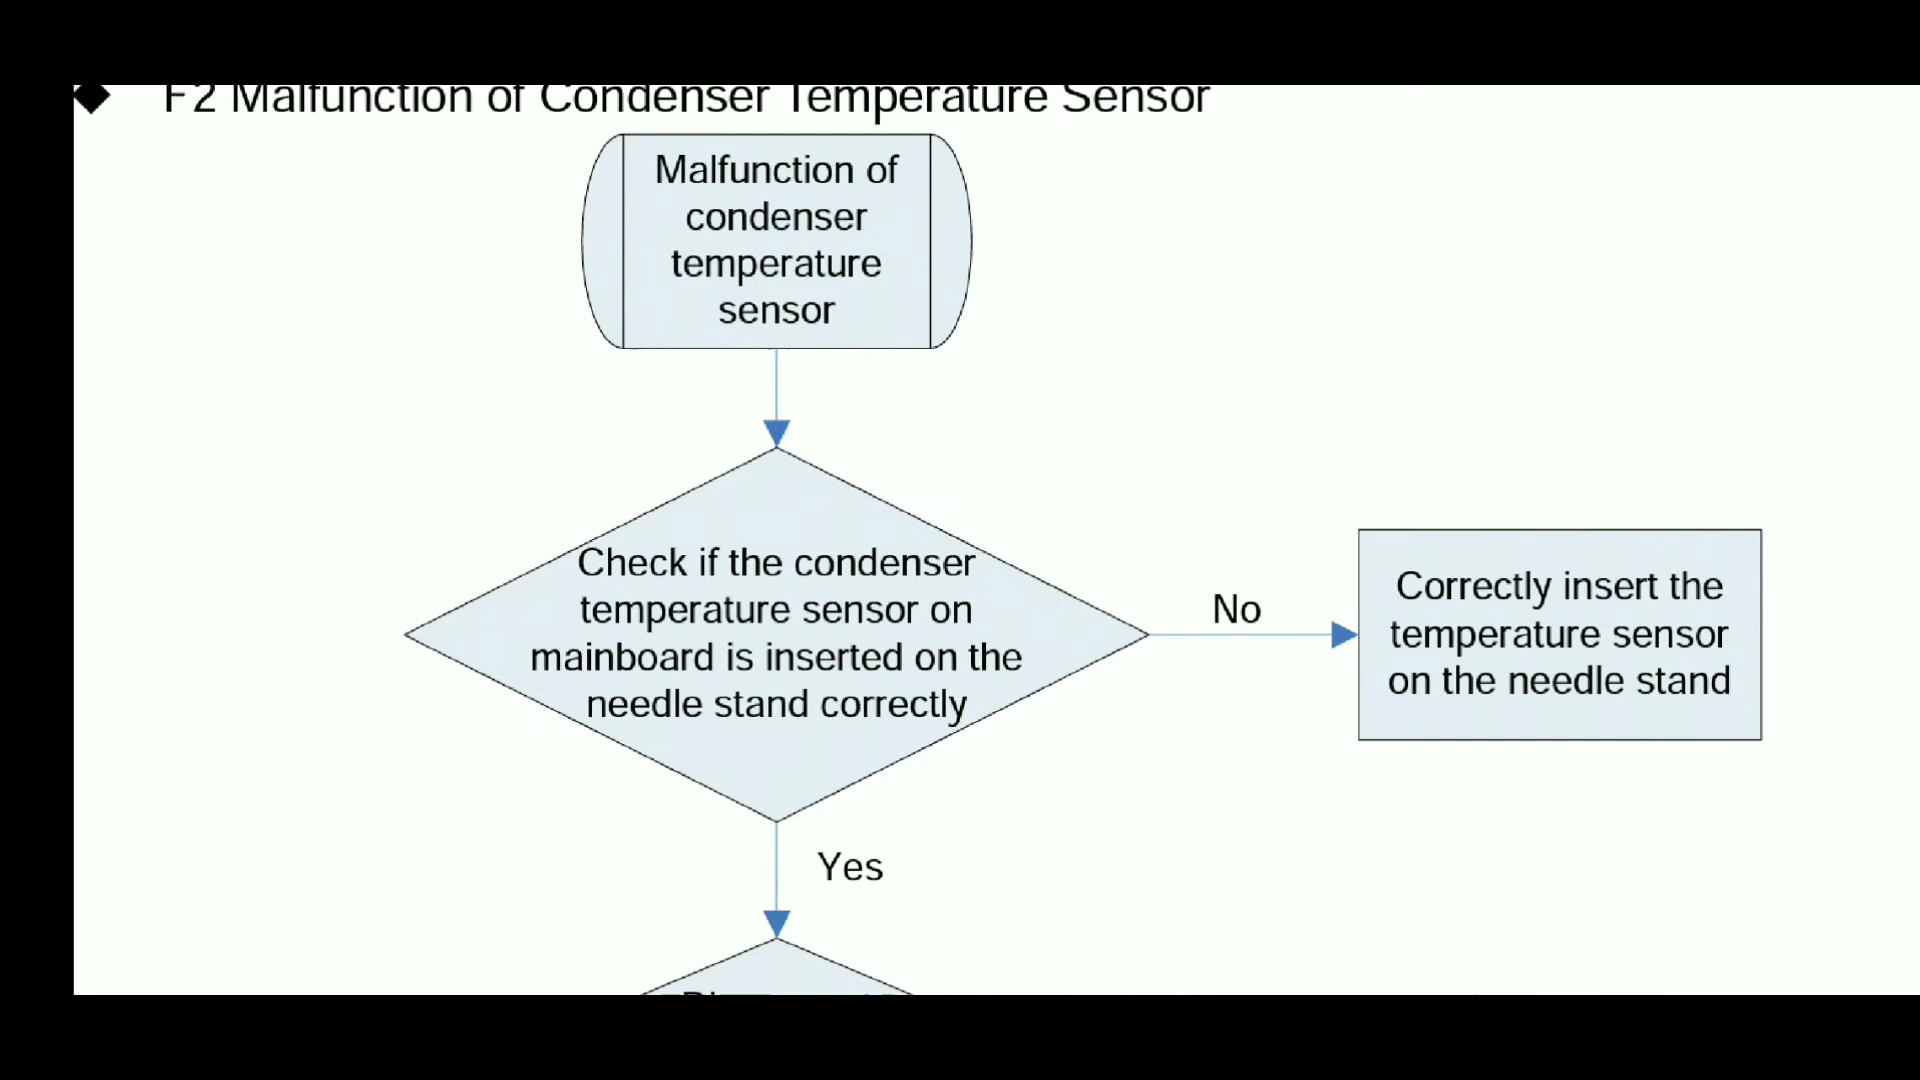 F2 Malfunction of Condenser Temperature Sensor
Malfunction of
condenser
temperature
sensor
Check if the condenser
temperature sensor on
mainboard is inserted on the
needle stand correctly
No
Correctly insert the
temperature sensor
on the needle stand
Yes